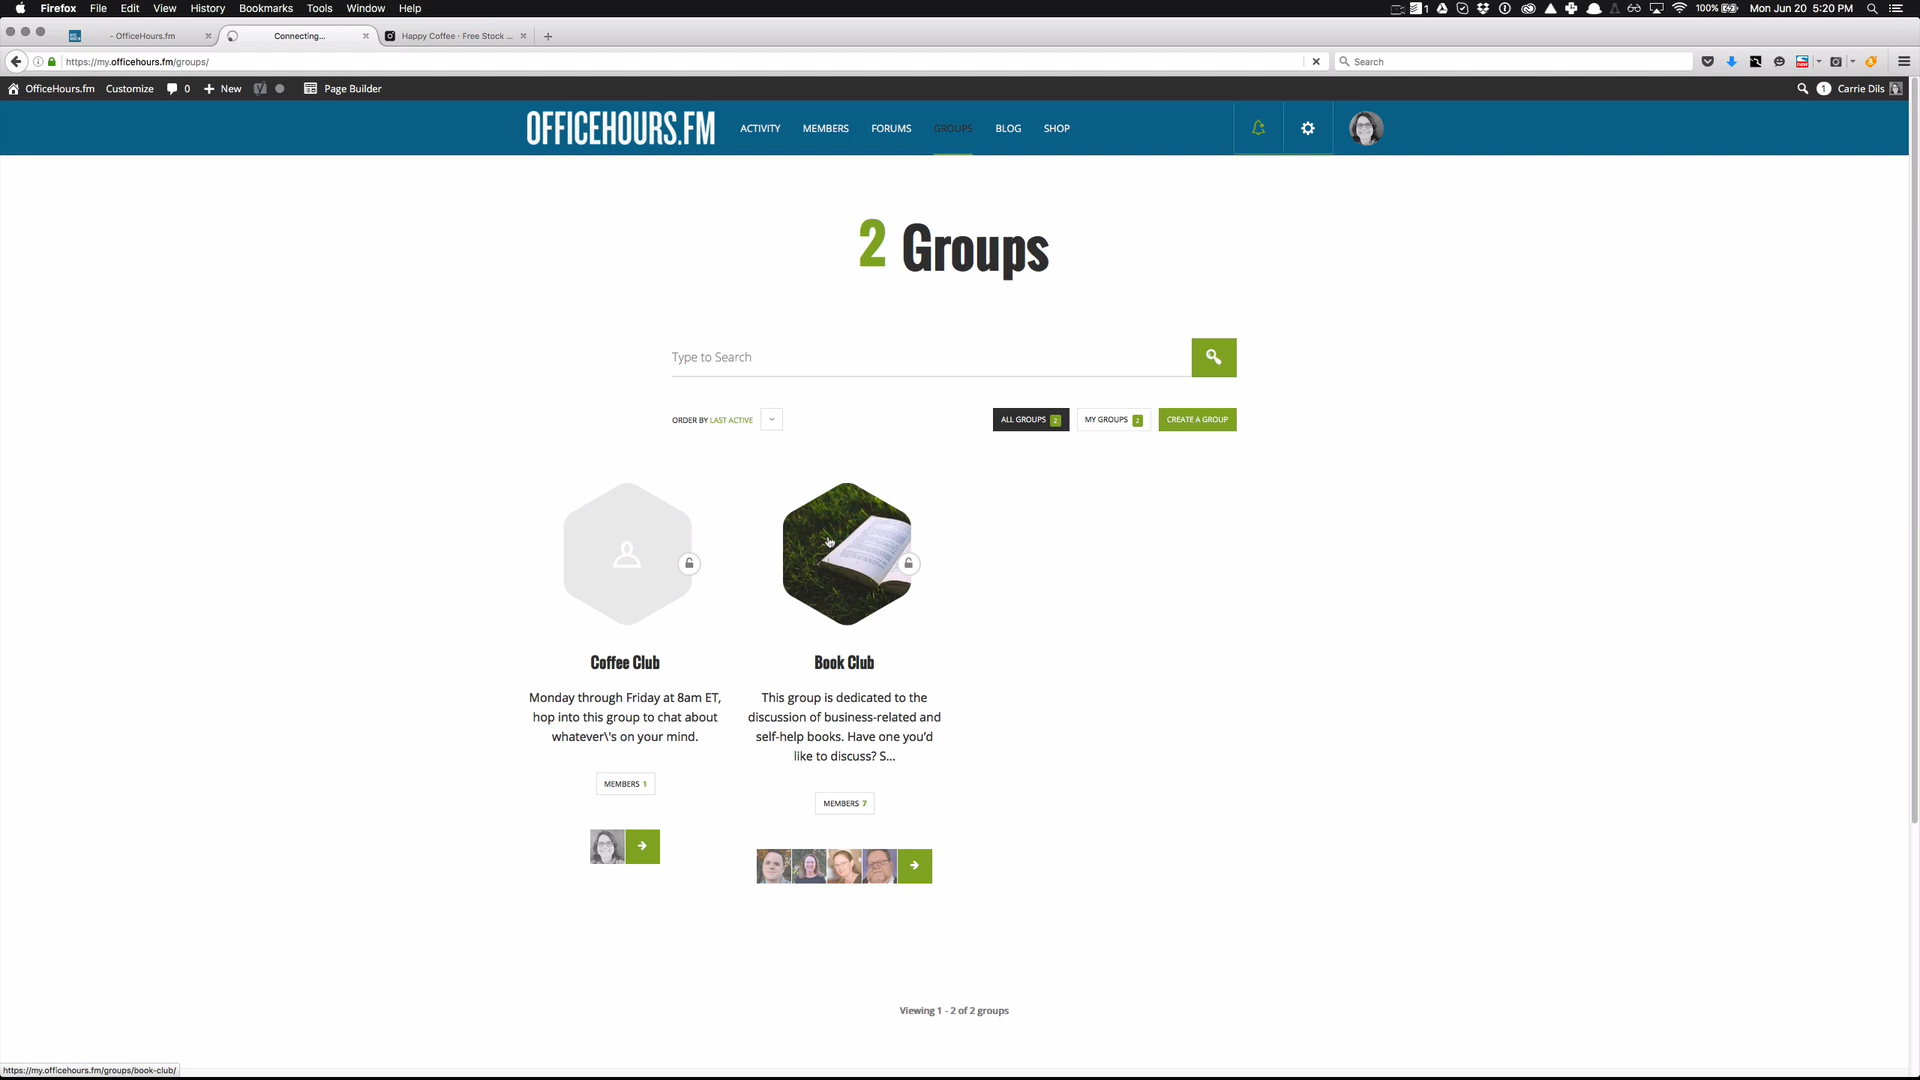 Firefox File Edit View History Bookmarks Tools Window Help
1
100%
Mon Jun 20 5:20 PM
- OfficeHours.fm
Connecting...
Happy Coffee · Free Stock ...
https://my.officehours.fm/groups/
Search
OfficeHours.fm
Customize
0
New
Page Builder
1
Carrie Dils
OFFICEHOURS.FM
ACTIVITY
MEMBERS
FORUMS
GROUPS
BLOG
SHOP
2 Groups
Type to Search
ORDER BY LAST ACTIVE
ALL GROUPS 2
MY GROUPS 2
CREATE A GROUP
Coffee Club
Monday through Friday at 8am ET,
hop into this group to chat about
whatever\'s on your mind.
MEMBERS 1
Book Club
This group is dedicated to the
discussion of business-related and
self-help books. Have one you'd
like to discuss? S...
MEMBERS 7
Viewing 1 - 2 of 2 groups
https://my.officehours.fm/groups/book-club/